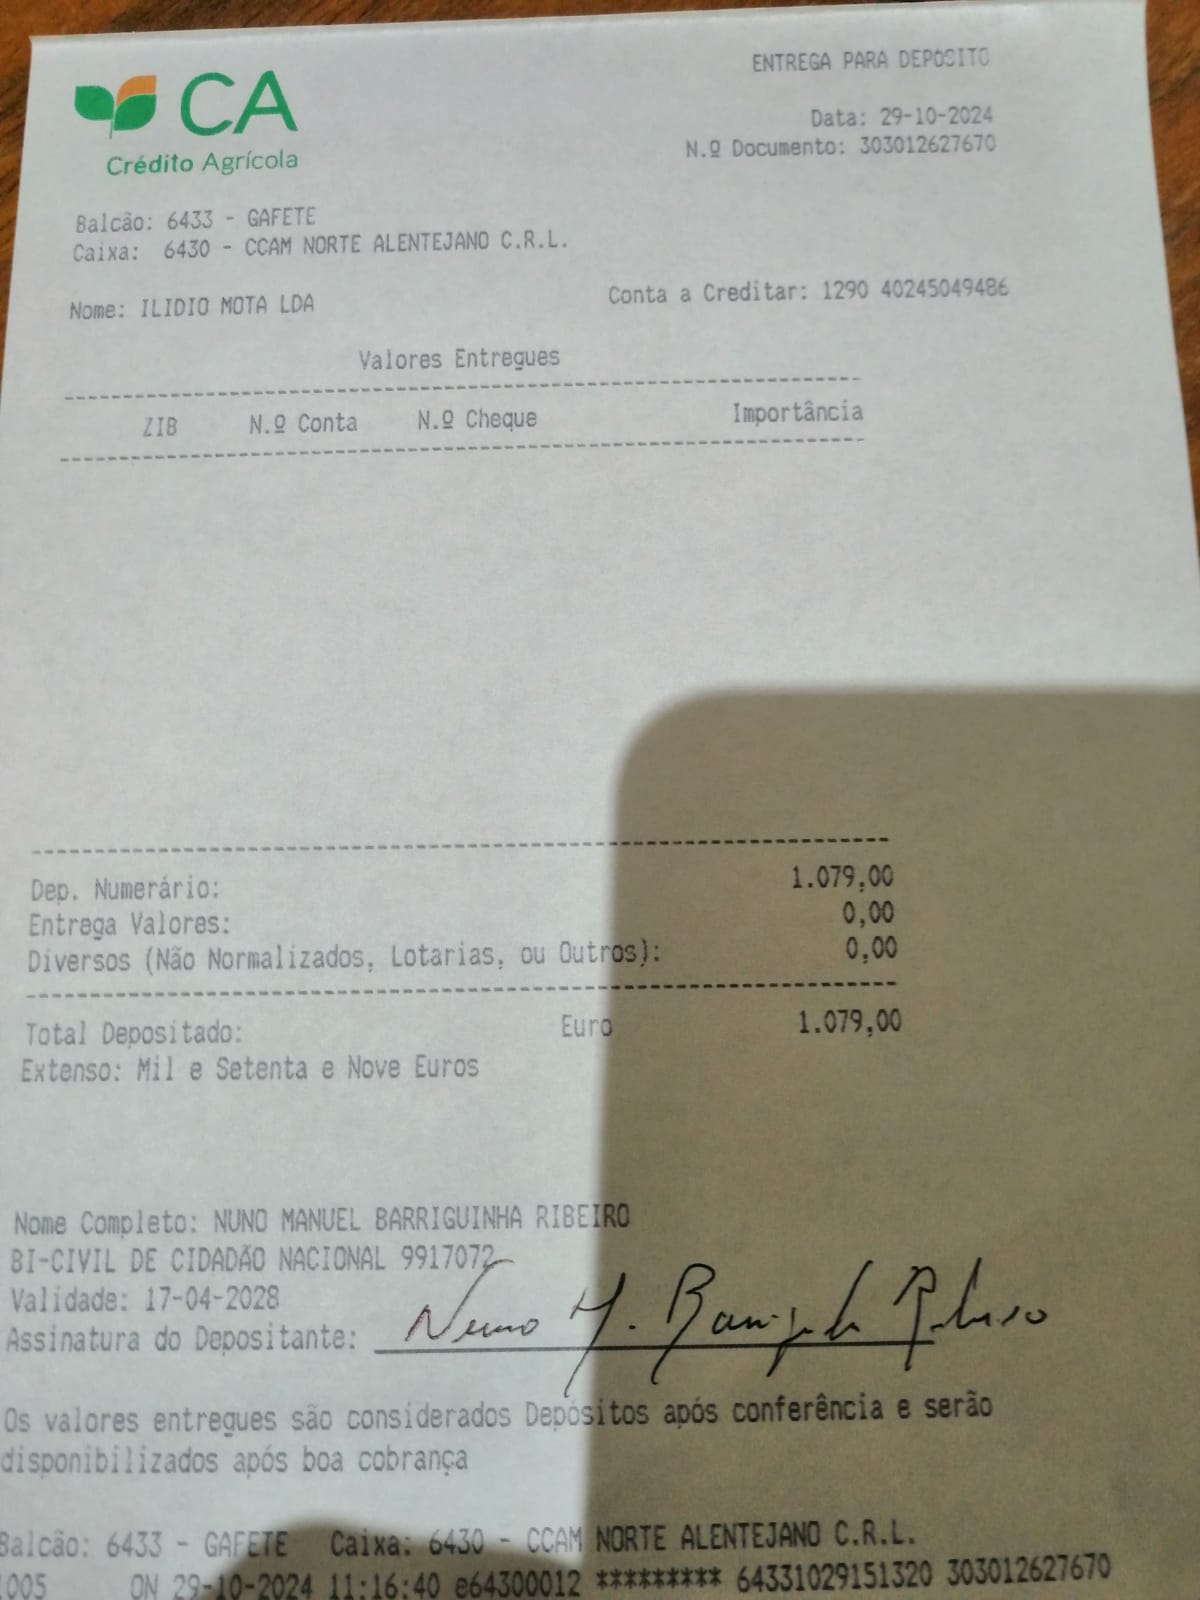 CA
Crédito Agrícola
ENTREGA PARA DEPÓSITO
Data: 29-10-2024
N.º Documento: 303012627670
Balcão: 6433 - GAFETE
Caixa: 6430 - CCAM NORTE ALENTEJANO C.R.L.
Nome: ILIDIO MOTA LDA
Conta a Creditar: 1290 40245049486
Valores Entregues
ZIB N.º Conta N.º Cheque Importância
Dep. Numerário: 1.079,00
Entrega Valores: 0,00
Diversos (Não Normalizados, Lotarias, ou Outros): 0,00
Total Depositado: Euro 1.079,00
Extenso: Mil e Setenta e Nove Euros
Nome Completo: NUNO MANUEL BARRIGUINHA RIBEIRO
BI-CIVIL DE CIDADÃO NACIONAL 9917072
Validade: 17-04-2028
Assinatura do Depositante: Nuno M. Barriguinha Ribeiro
Os valores entregues são considerados Depósitos após conferência e serão
disponibilizados após boa cobrança
Balcão: 6433 - GAFETE Caixa: 6430 - CCAM NORTE ALENTEJANO C.R.L.
1005 ON 29-10-2024 11:16:40 e64300012 ********* 64331029151320 303012627670